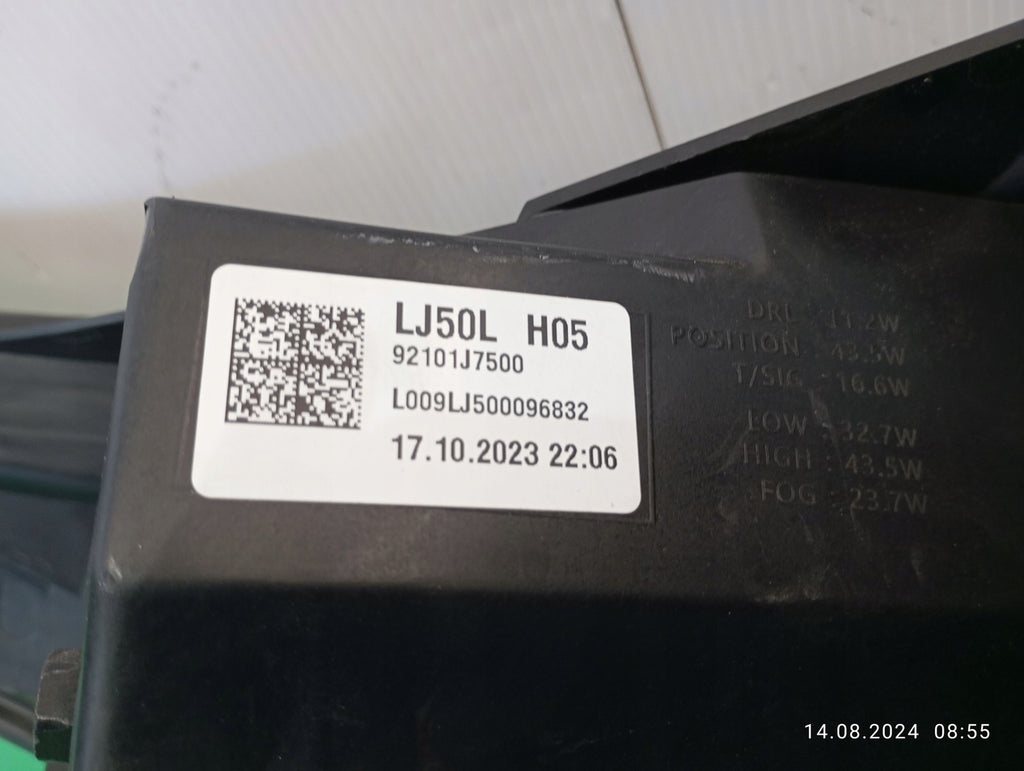 LJ50L H05
92101J7500
L009LJ500096832
17.10.2023 22:06
DRL : 11.2W
POSITION : 43.5W
T/SIG : 16.6W
LOW : 32.7W
HIGH : 43.5W
FOG : 23.7W
14.08.2024 08:55